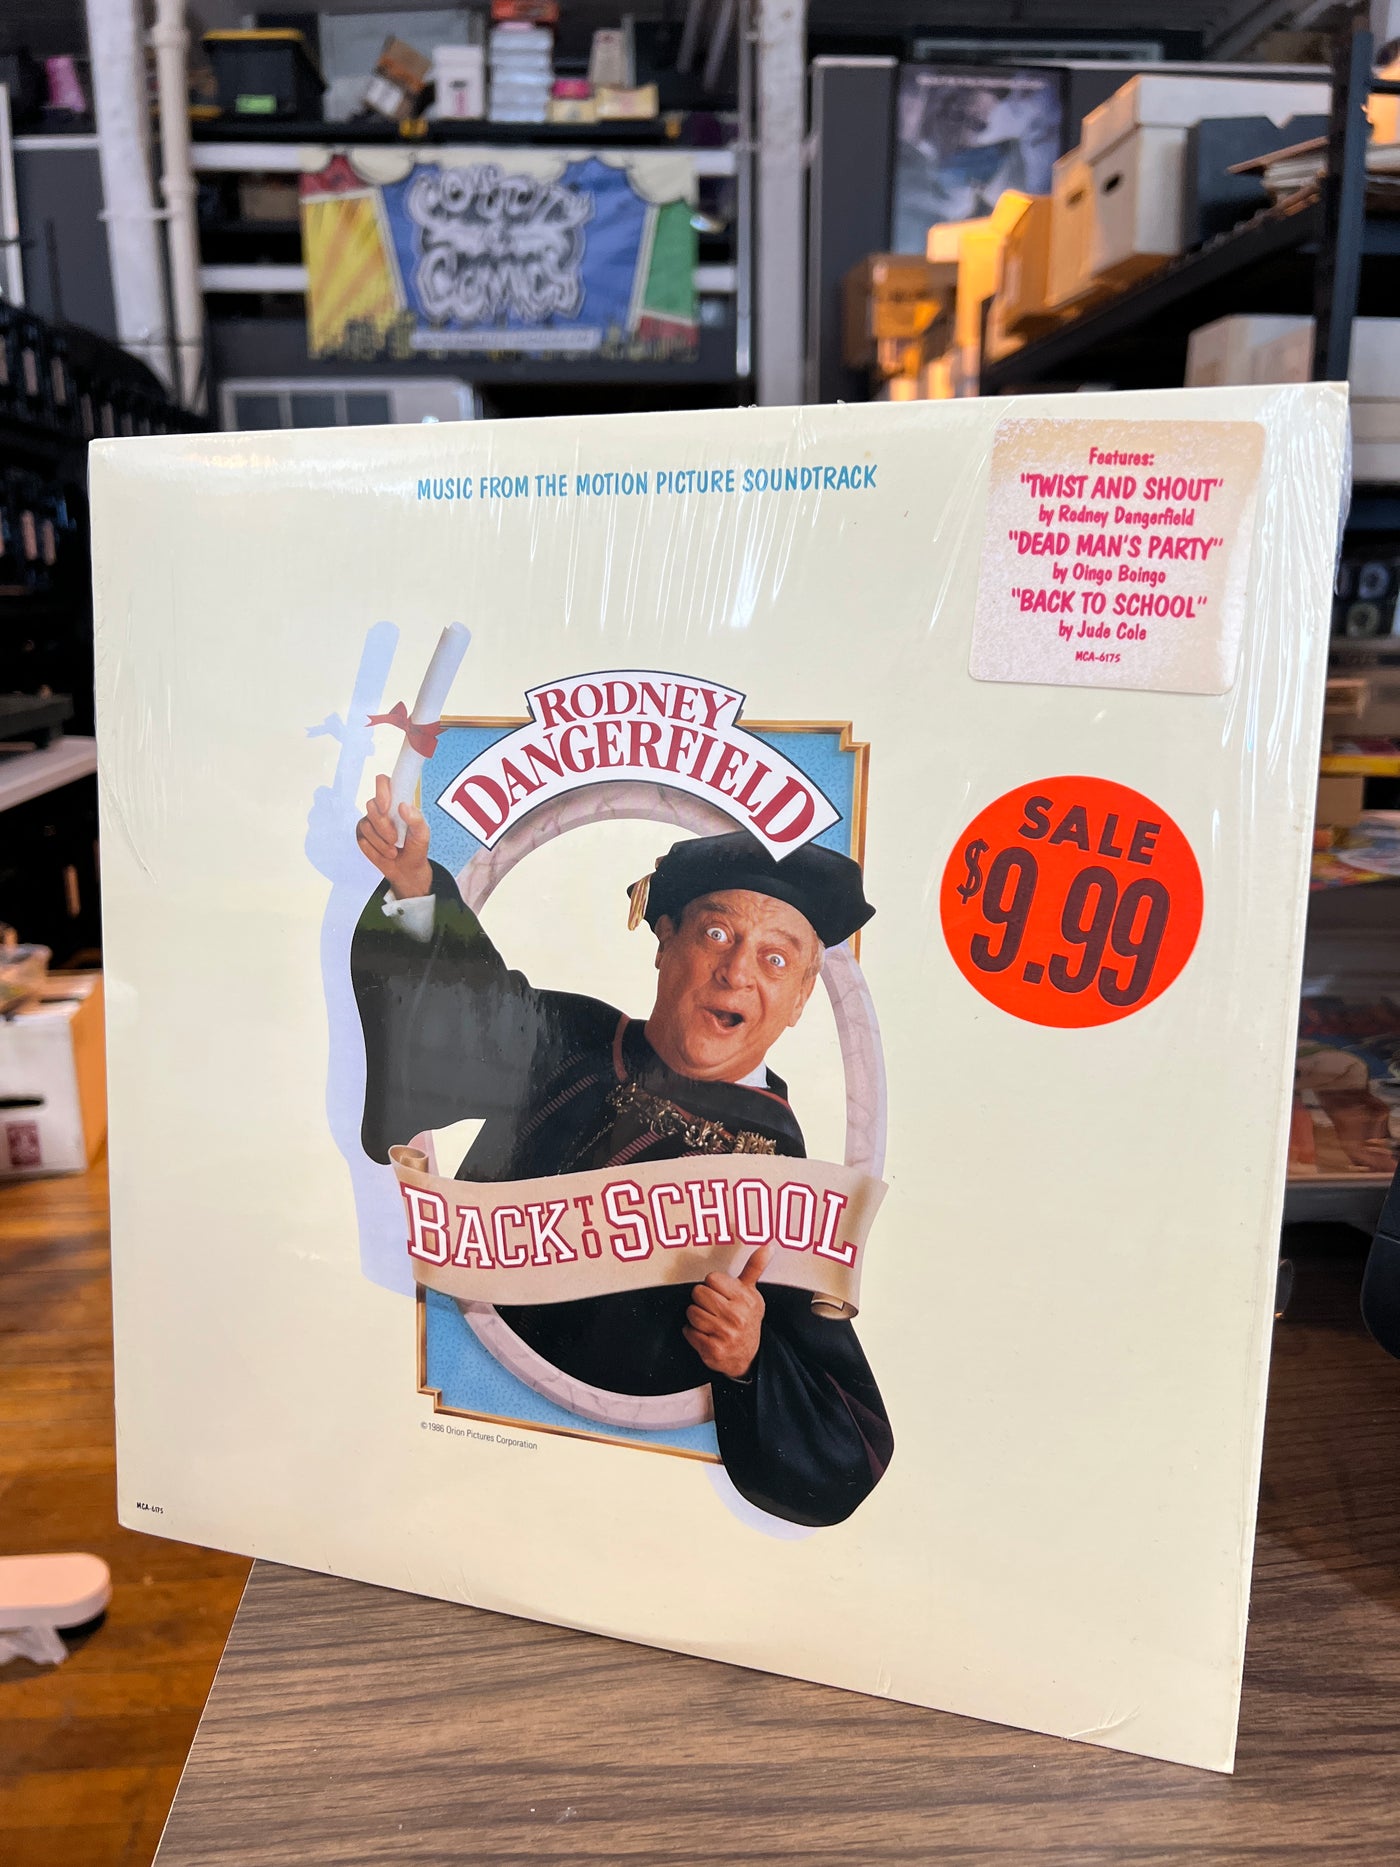 MUSIC FROM THE MOTION PICTURE SOUNDTRACK
Features:
"TWIST AND SHOUT"
by Rodney Dangerfield
"DEAD MAN'S PARTY"
by Oingo Boingo
"BACK TO SCHOOL"
by Jude Cole
MCA-6175
RODNEY
DANGERFIELD
SALE
$9.99
BACK TO SCHOOL
©1986 Orion Pictures Corporation
MCA-6175
COMICS